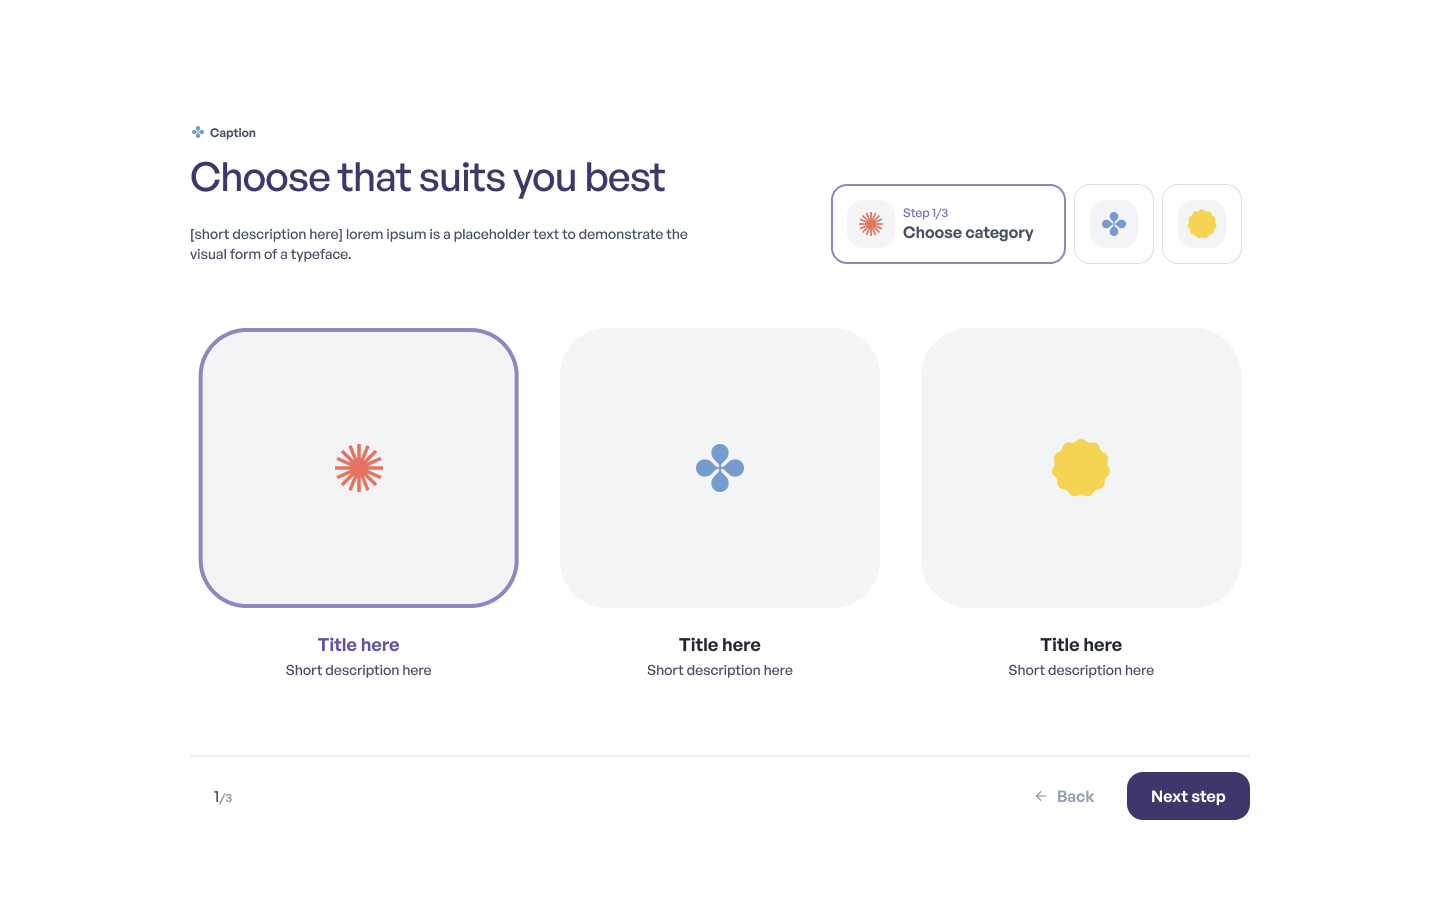 Caption
Choose that suits you best
[short description here] lorem ipsum is a placeholder text to demonstrate the
visual form of a typeface.
Step 1/3
Choose category
Title here
Short description here
Title here
Short description here
Title here
Short description here
1/3
Back
Next step